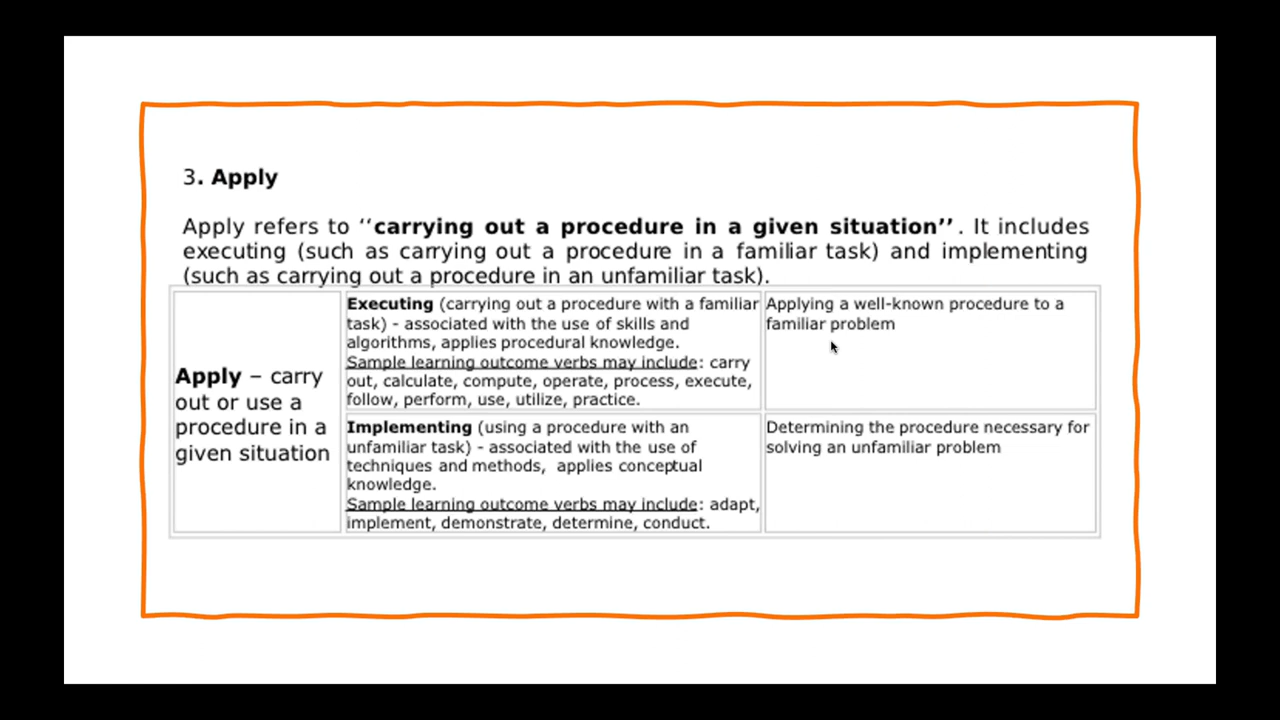 3. Apply
Apply refers to ‘‘carrying out a procedure in a given situation’’. It includes
executing (such as carrying out a procedure in a familiar task) and implementing
(such as carrying out a procedure in an unfamiliar task).
Apply – carry
out or use a
procedure in a
given situation
Executing (carrying out a procedure with a familiar
task) - associated with the use of skills and
algorithms, applies procedural knowledge.
Sample learning outcome verbs may include: carry
out, calculate, compute, operate, process, execute,
follow, perform, use, utilize, practice.
Applying a well-known procedure to a
familiar problem
Implementing (using a procedure with an
unfamiliar task) - associated with the use of
techniques and methods, applies conceptual
knowledge.
Sample learning outcome verbs may include: adapt,
implement, demonstrate, determine, conduct.
Determining the procedure necessary for
solving an unfamiliar problem